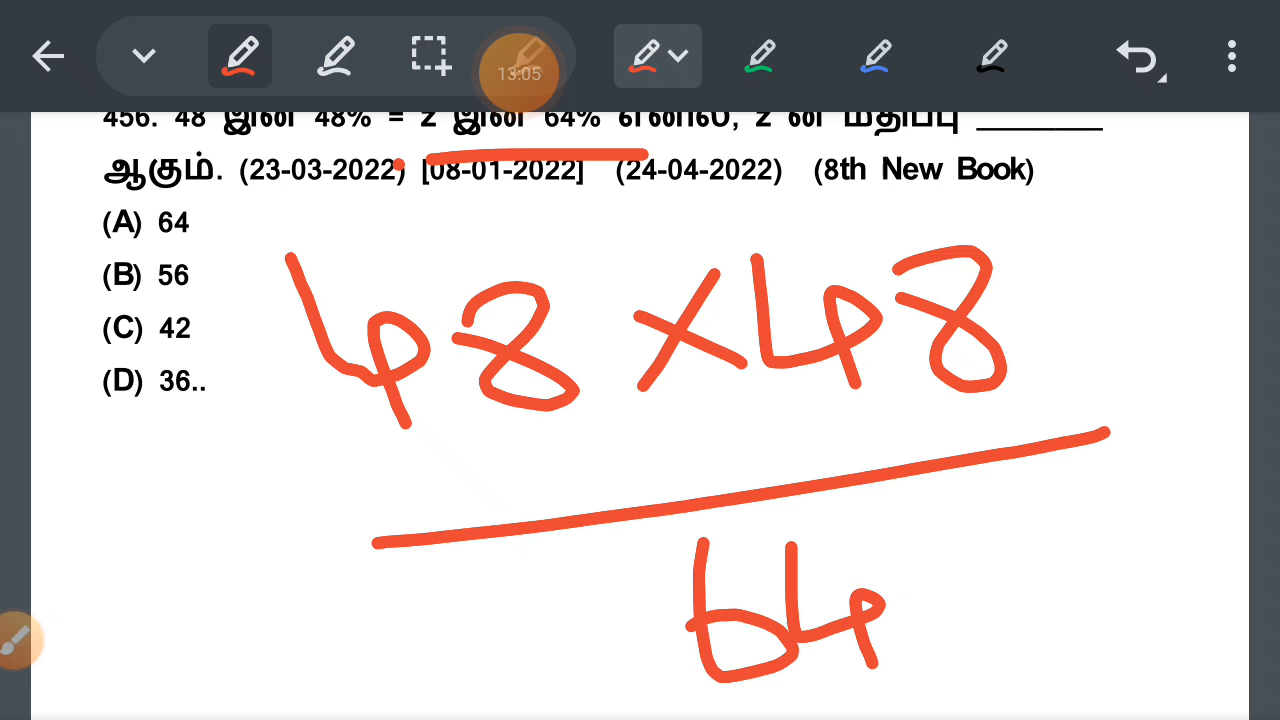 13:05
456. 48 இன் 48% = z இன் 64% எனில், z ன் மதிப்பு ________
ஆகும். (23-03-2022) [08-01-2022] (24-04-2022) (8th New Book)
(A) 64
(B) 56
(C) 42
(D) 36..
48 × 48
64